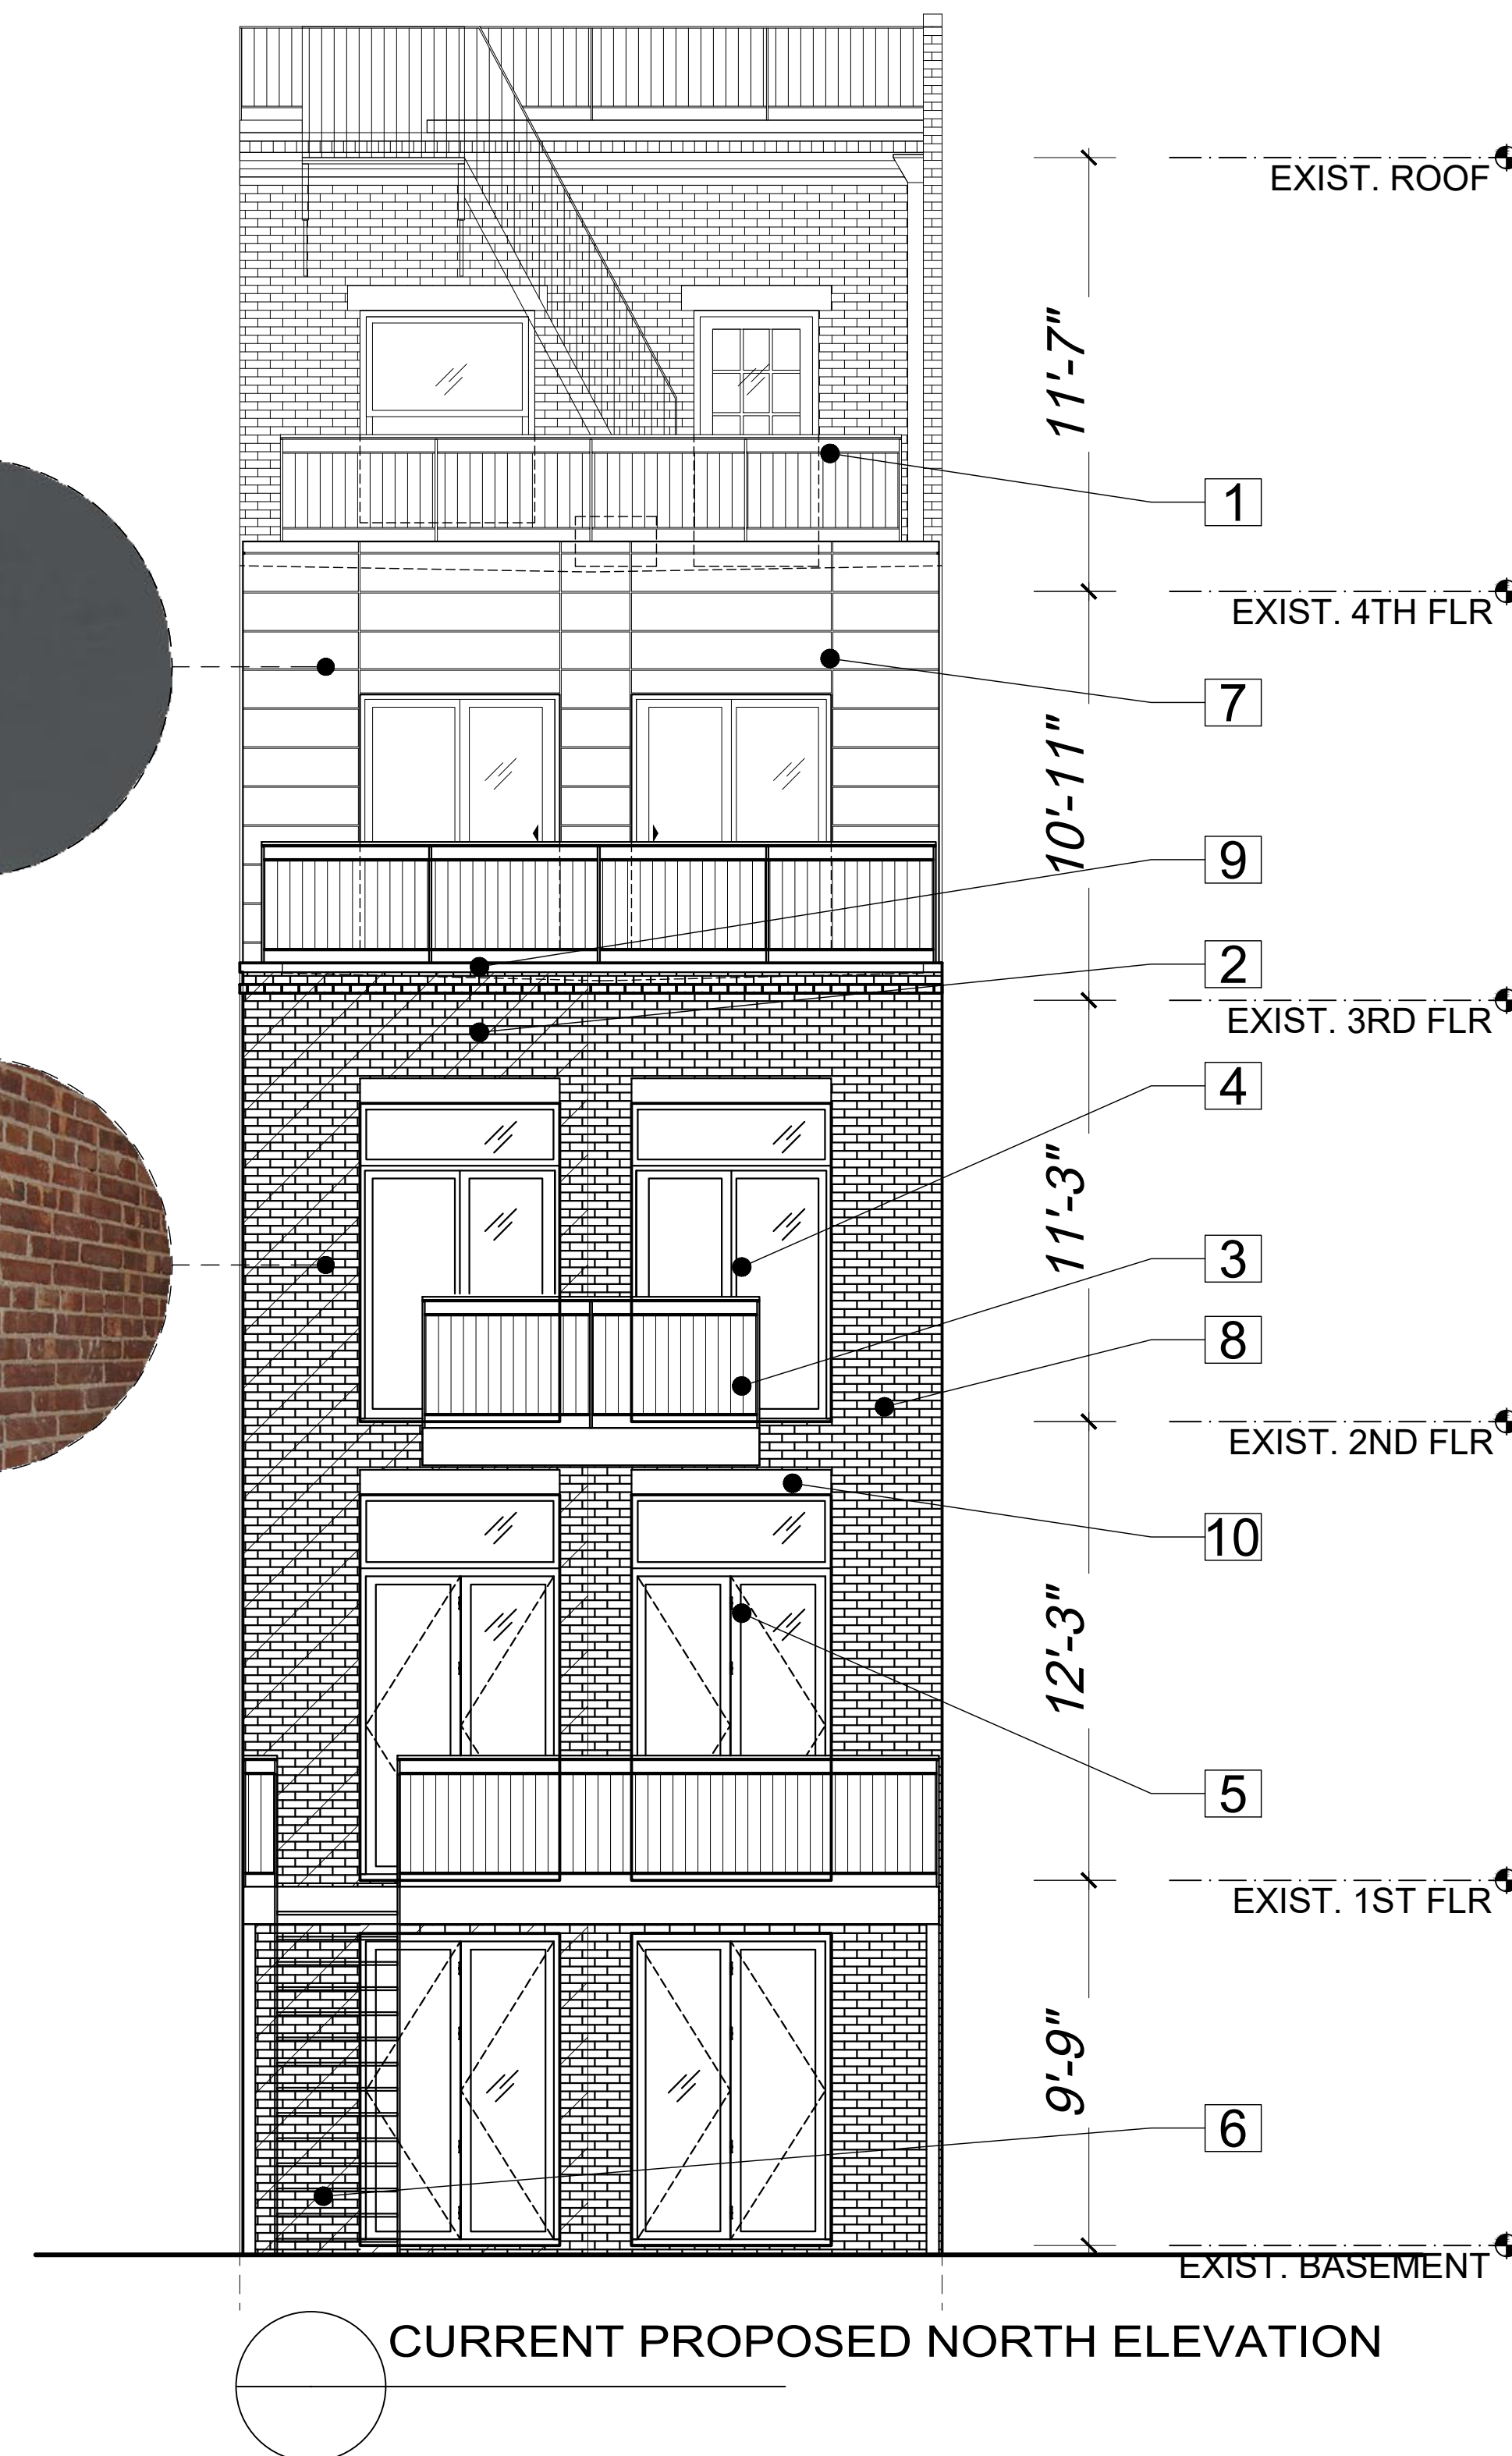 EXIST. ROOF
11'-7"
1
EXIST. 4TH FLR
7
10'-11"
9
2
EXIST. 3RD FLR
4
11'-3"
3
8
EXIST. 2ND FLR
10
12'-3"
5
EXIST. 1ST FLR
9'-9"
6
EXIST. BASEMENT
CURRENT PROPOSED NORTH ELEVATION